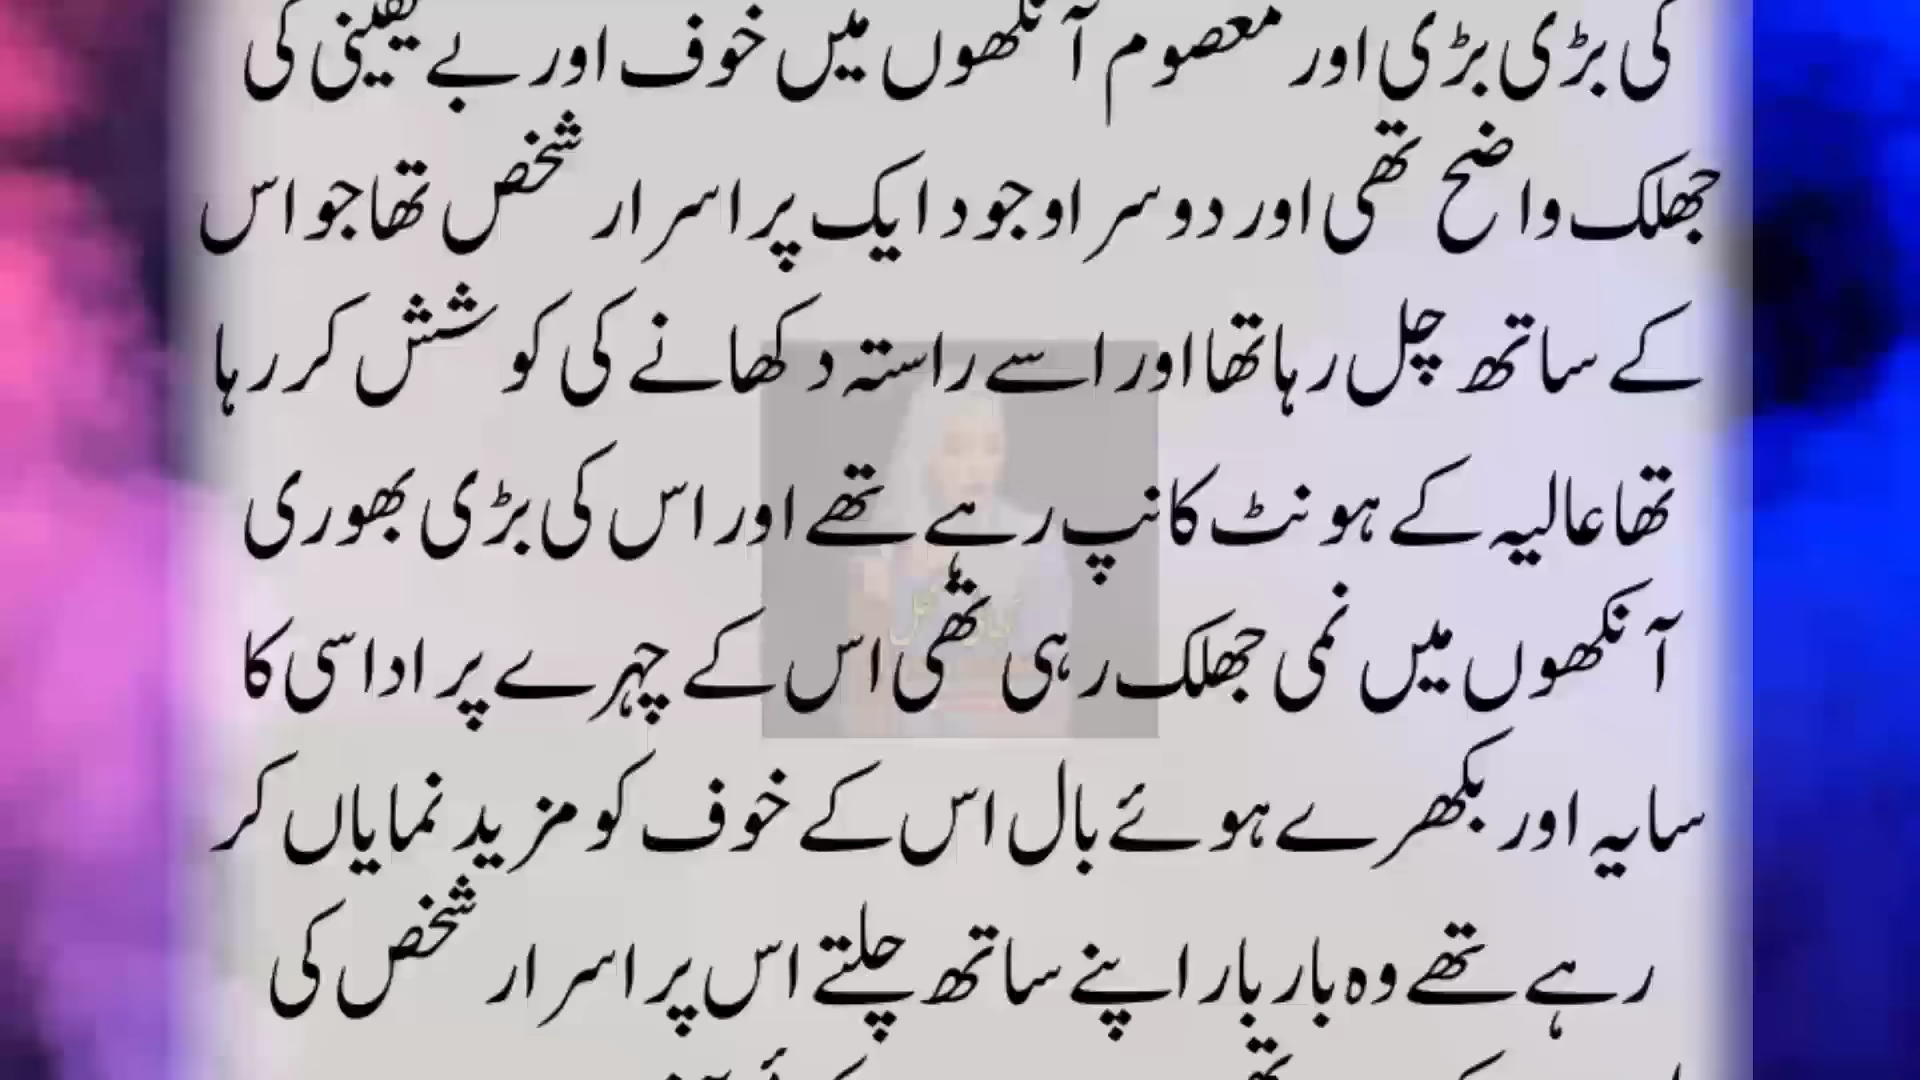 کی بڑی بڑی اور معصوم آنکھوں میں خوف اور بے یقینی کی
جھلک واضح تھی اور دوسرا وجود ایک پراسرار شخص تھا جو اس
کے ساتھ چل رہا تھا اور اسے راستہ دکھانے کی کوشش کر رہا
تھا عالیہ کے ہونٹ کانپ رہے تھے اور اس کی بڑی بھوری
آنکھوں میں نمی جھلک رہی تھی اس کے چہرے پر اداسی کا
سایہ اور بکھرے ہوئے بال اس کے خوف کو مزید نمایاں کر
رہے تھے وہ بار بار اپنے ساتھ چلتے اس پراسرار شخص کی